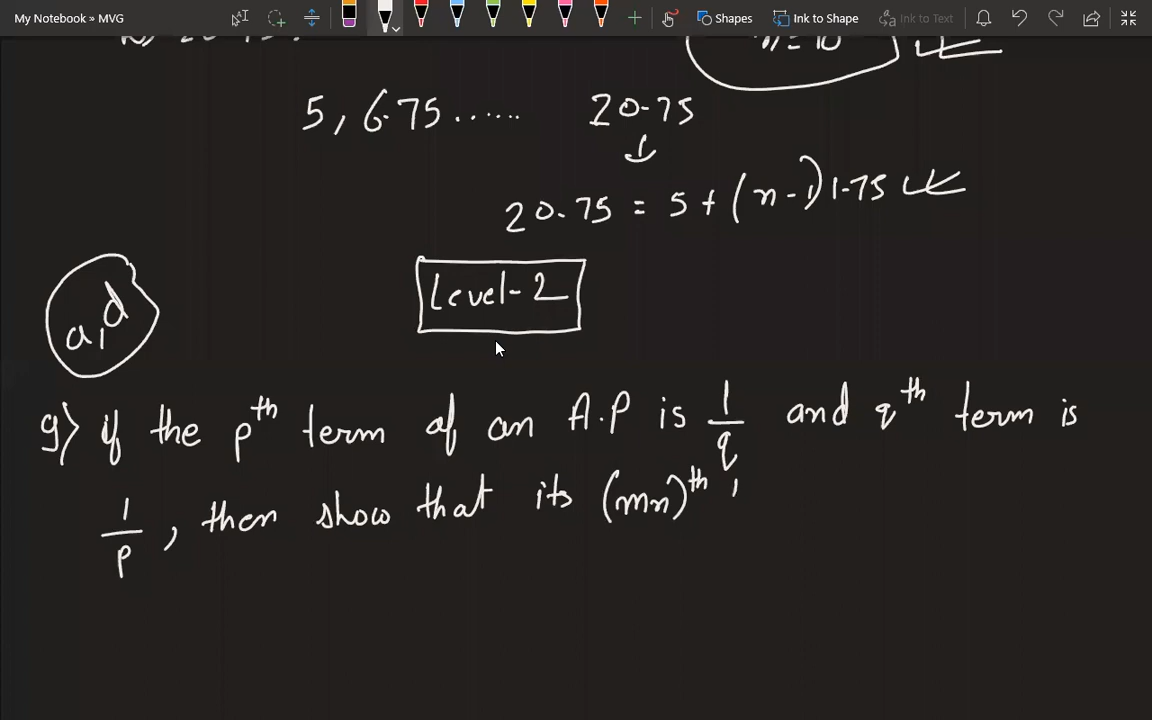 My Notebook » MVG
Shapes
Ink to Shape
Ink to Text
n = 10
5, 6.75...... 20.75
20.75 = 5 + (n-1) 1.75
a, d
Level-2
9) if the pth term of an A.P is 1/q and qth term is
1/p, then show that its (mn)th